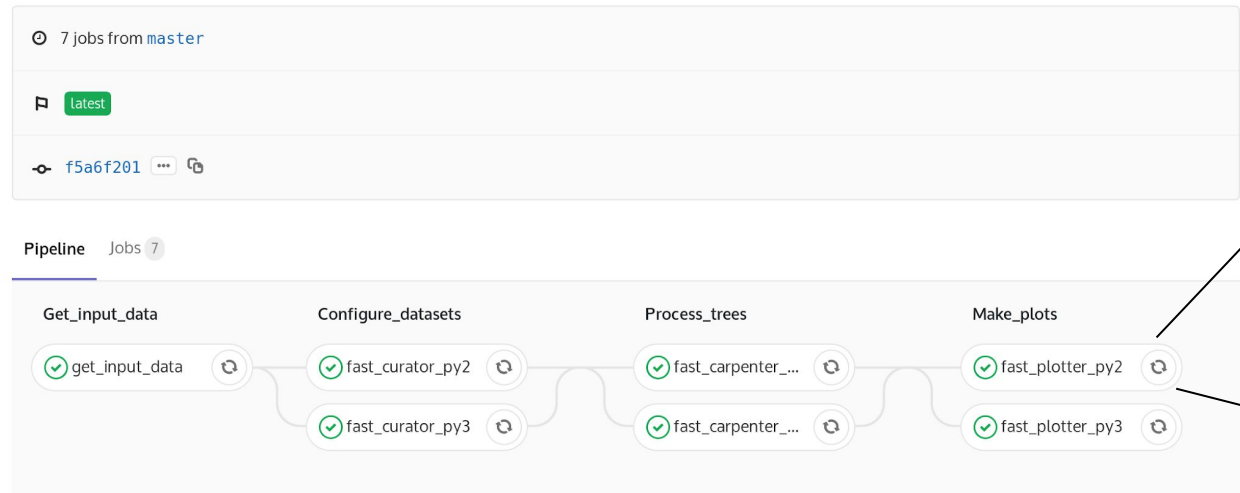 7 jobs from master
latest
f5a6f201
Pipeline Jobs 7
Get_input_data Configure_datasets Process_trees Make_plots
get_input_data fast_curator_py2 fast_carpenter_... fast_plotter_py2
fast_curator_py3 fast_carpenter_... fast_plotter_py3